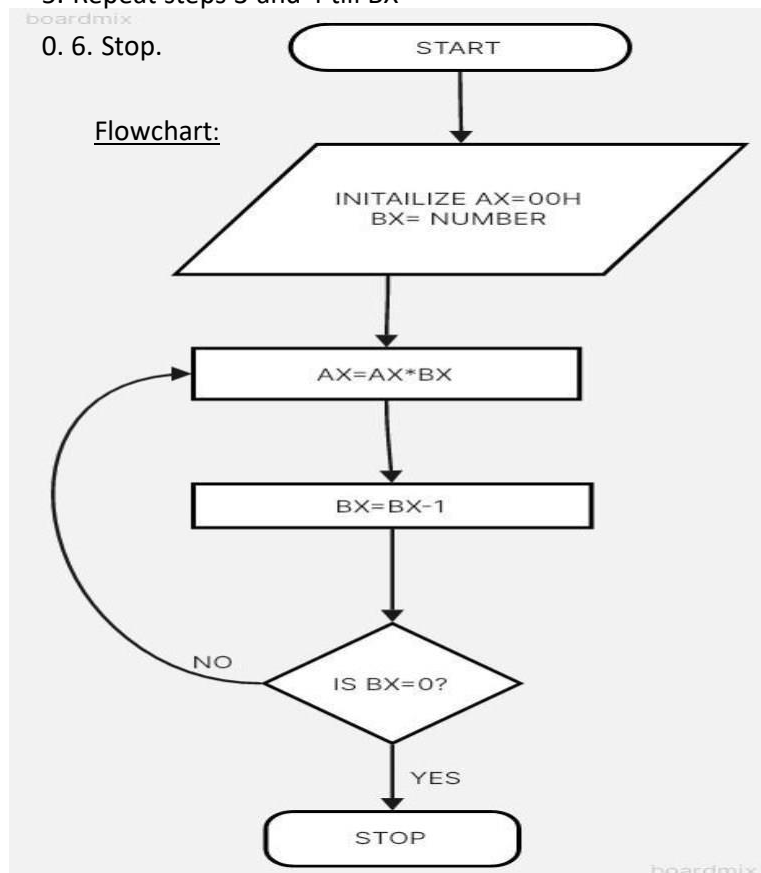 boardmix
0. 6. Stop.
START
Flowchart:
INITAILIZE AX=00H
BX= NUMBER
AX=AX*BX
BX=BX-1
NO
IS BX=0?
YES
STOP
boardmix